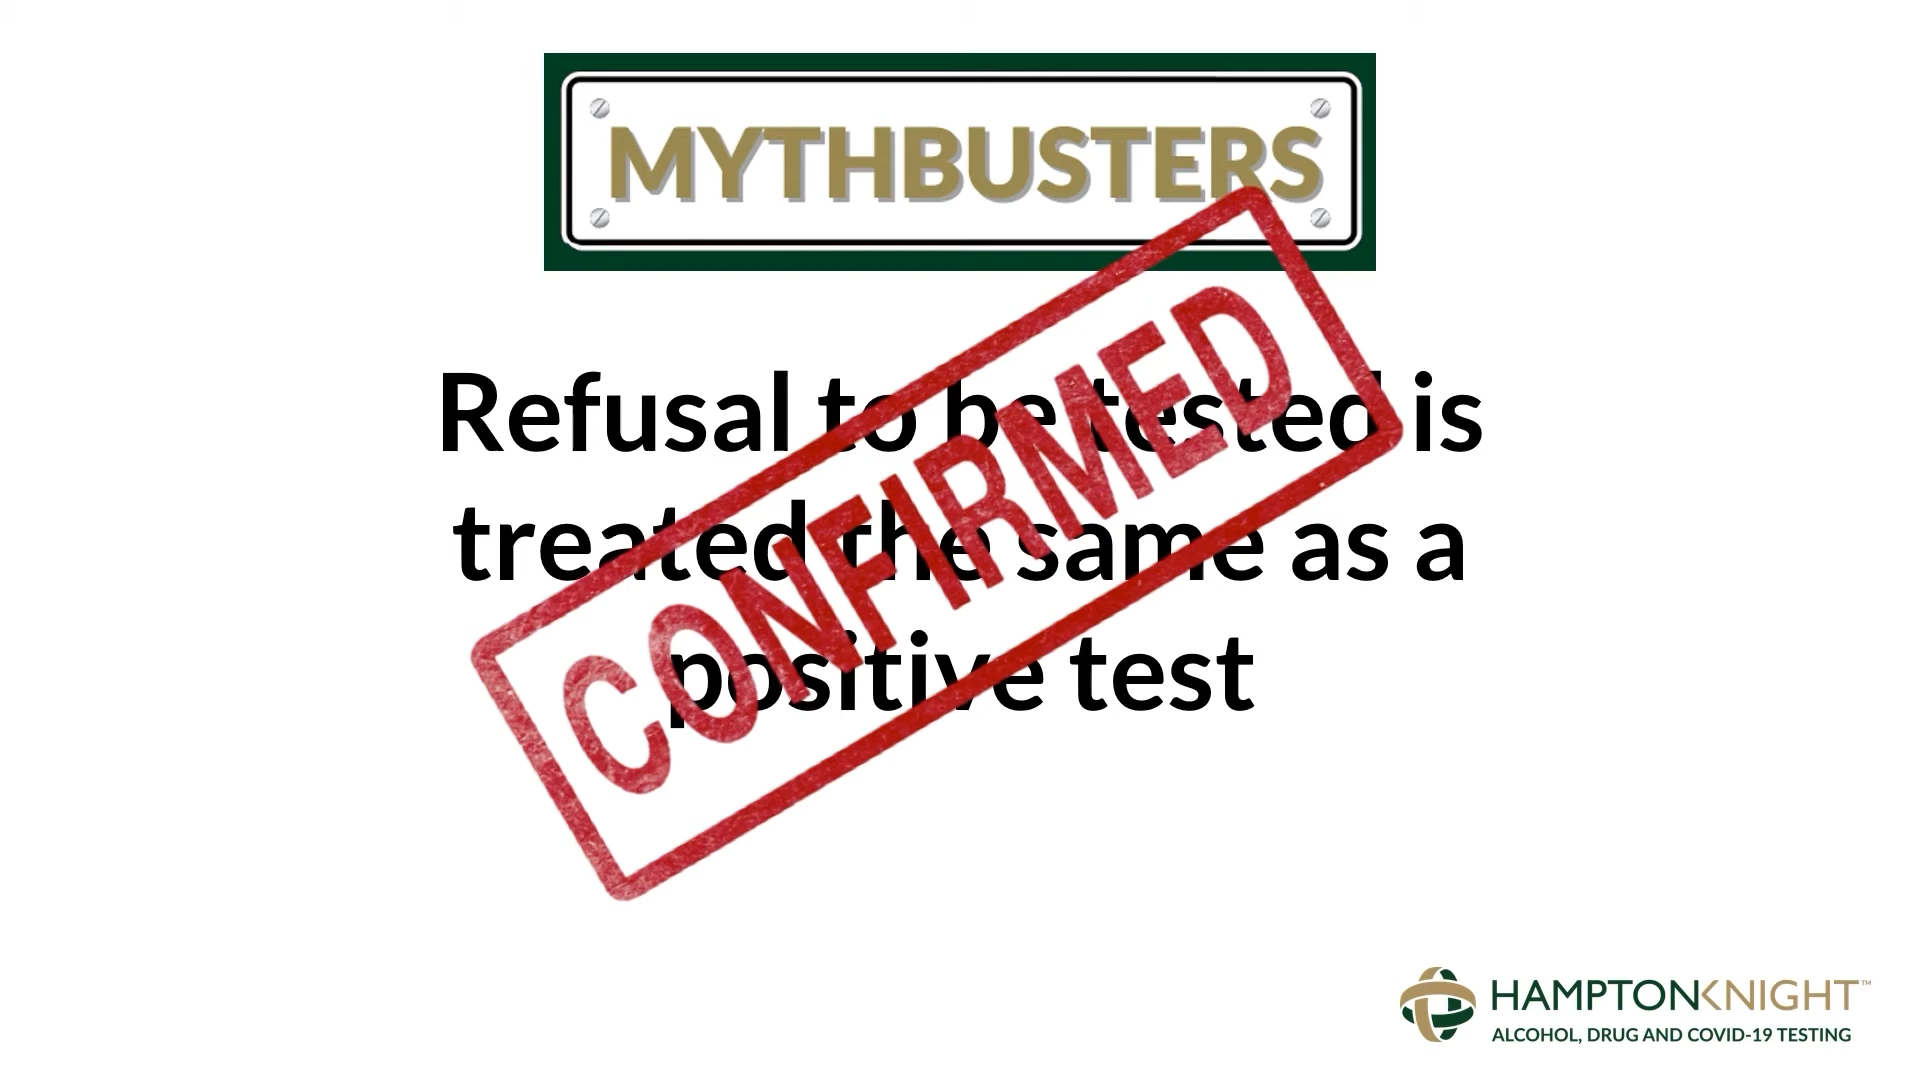 MYTHBUSTERS
Refusal to be tested is
treated the same as a
positive test
CONFIRMED
HAMPTONKNIGHT™
ALCOHOL, DRUG AND COVID-19 TESTING